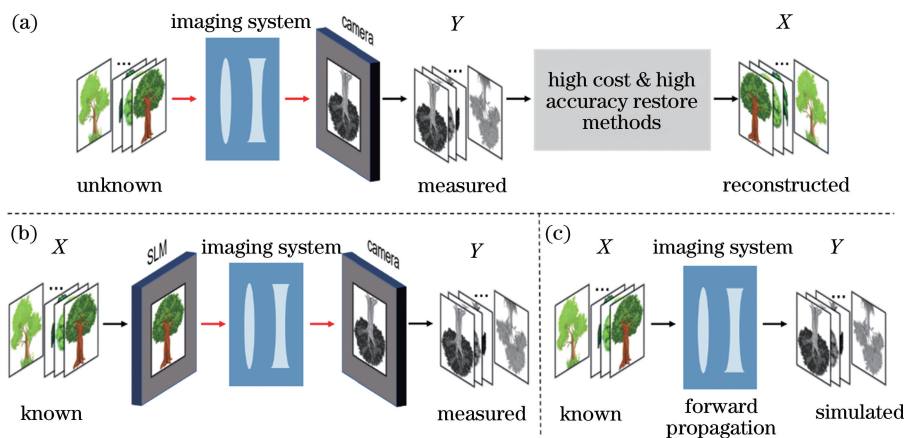 (a)
imaging system
camera
Y
X
high cost & high
accuracy restore
methods
unknown
measured
reconstructed
(b)
X
SLM
imaging system
camera
Y
known
measured
(c)
X
imaging system
Y
known
forward
propagation
simulated